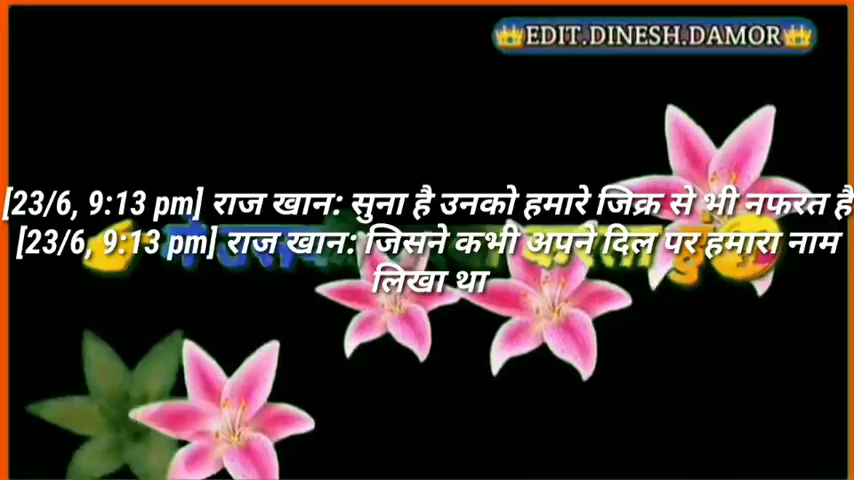 EDIT.DINESH.DAMOR
[23/6, 9:13 pm] राज खान: सुना है उनको हमारे जिक्र से भी नफरत है
[23/6, 9:13 pm] राज खान: जिसने कभी अपने दिल पर हमारा नाम
लिखा था